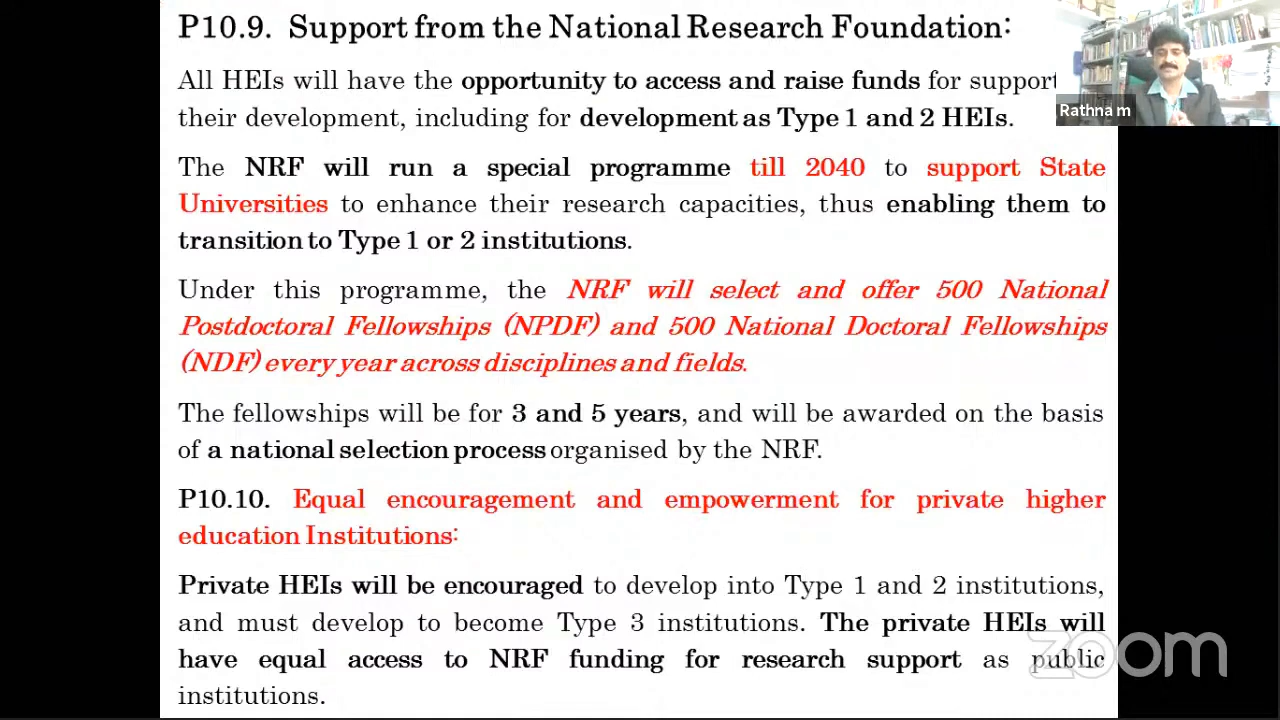 P10.9. Support from the National Research Foundation:
All HEIs will have the opportunity to access and raise funds for support
their development, including for development as Type 1 and 2 HEIs.
Rathna m
The NRF will run a special programme till 2040 to support State
Universities to enhance their research capacities, thus enabling them to
transition to Type 1 or 2 institutions.
Under this programme, the NRF will select and offer 500 National
Postdoctoral Fellowships (NPDF) and 500 National Doctoral Fellowships
(NDF) every year across disciplines and fields.
The fellowships will be for 3 and 5 years, and will be awarded on the basis
of a national selection process organised by the NRF.
P10.10. Equal encouragement and empowerment for private higher
education Institutions:
Private HEIs will be encouraged to develop into Type 1 and 2 institutions,
and must develop to become Type 3 institutions. The private HEIs will
have equal access to NRF funding for research support as public
institutions.
zoom